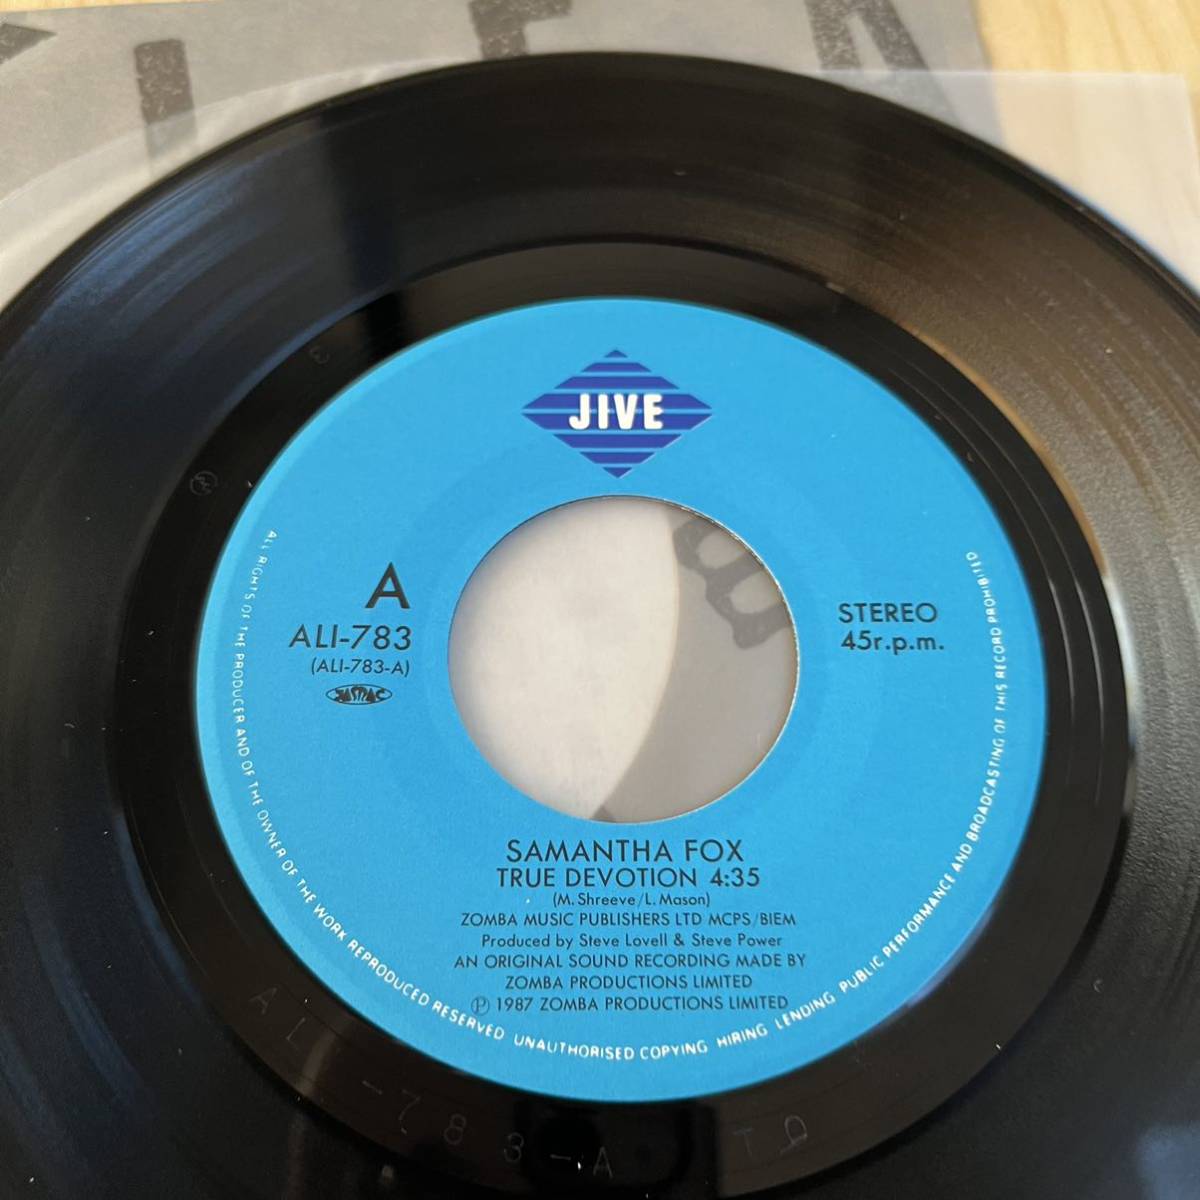 JIVE
A
ALI-783
(ALI-783-A)
JASRAC
STEREO
45r.p.m.
SAMANTHA FOX
TRUE DEVOTION 4:35
(M. Shreeve/L. Mason)
ZOMBA MUSIC PUBLISHERS LTD MCPS/BIEM
Produced by Steve Lovell & Steve Power
AN ORIGINAL SOUND RECORDING MADE BY
ZOMBA PRODUCTIONS LIMITED
℗ 1987 ZOMBA PRODUCTIONS LIMITED
ALL RIGHTS OF THE PRODUCER AND OF THE OWNER OF THE WORK REPRODUCED RESERVED UNAUTHORISED COPYING HIRING LENDING PUBLIC PERFORMANCE AND BROADCASTING OF THIS RECORD PROHIBITED
ALI-783-A